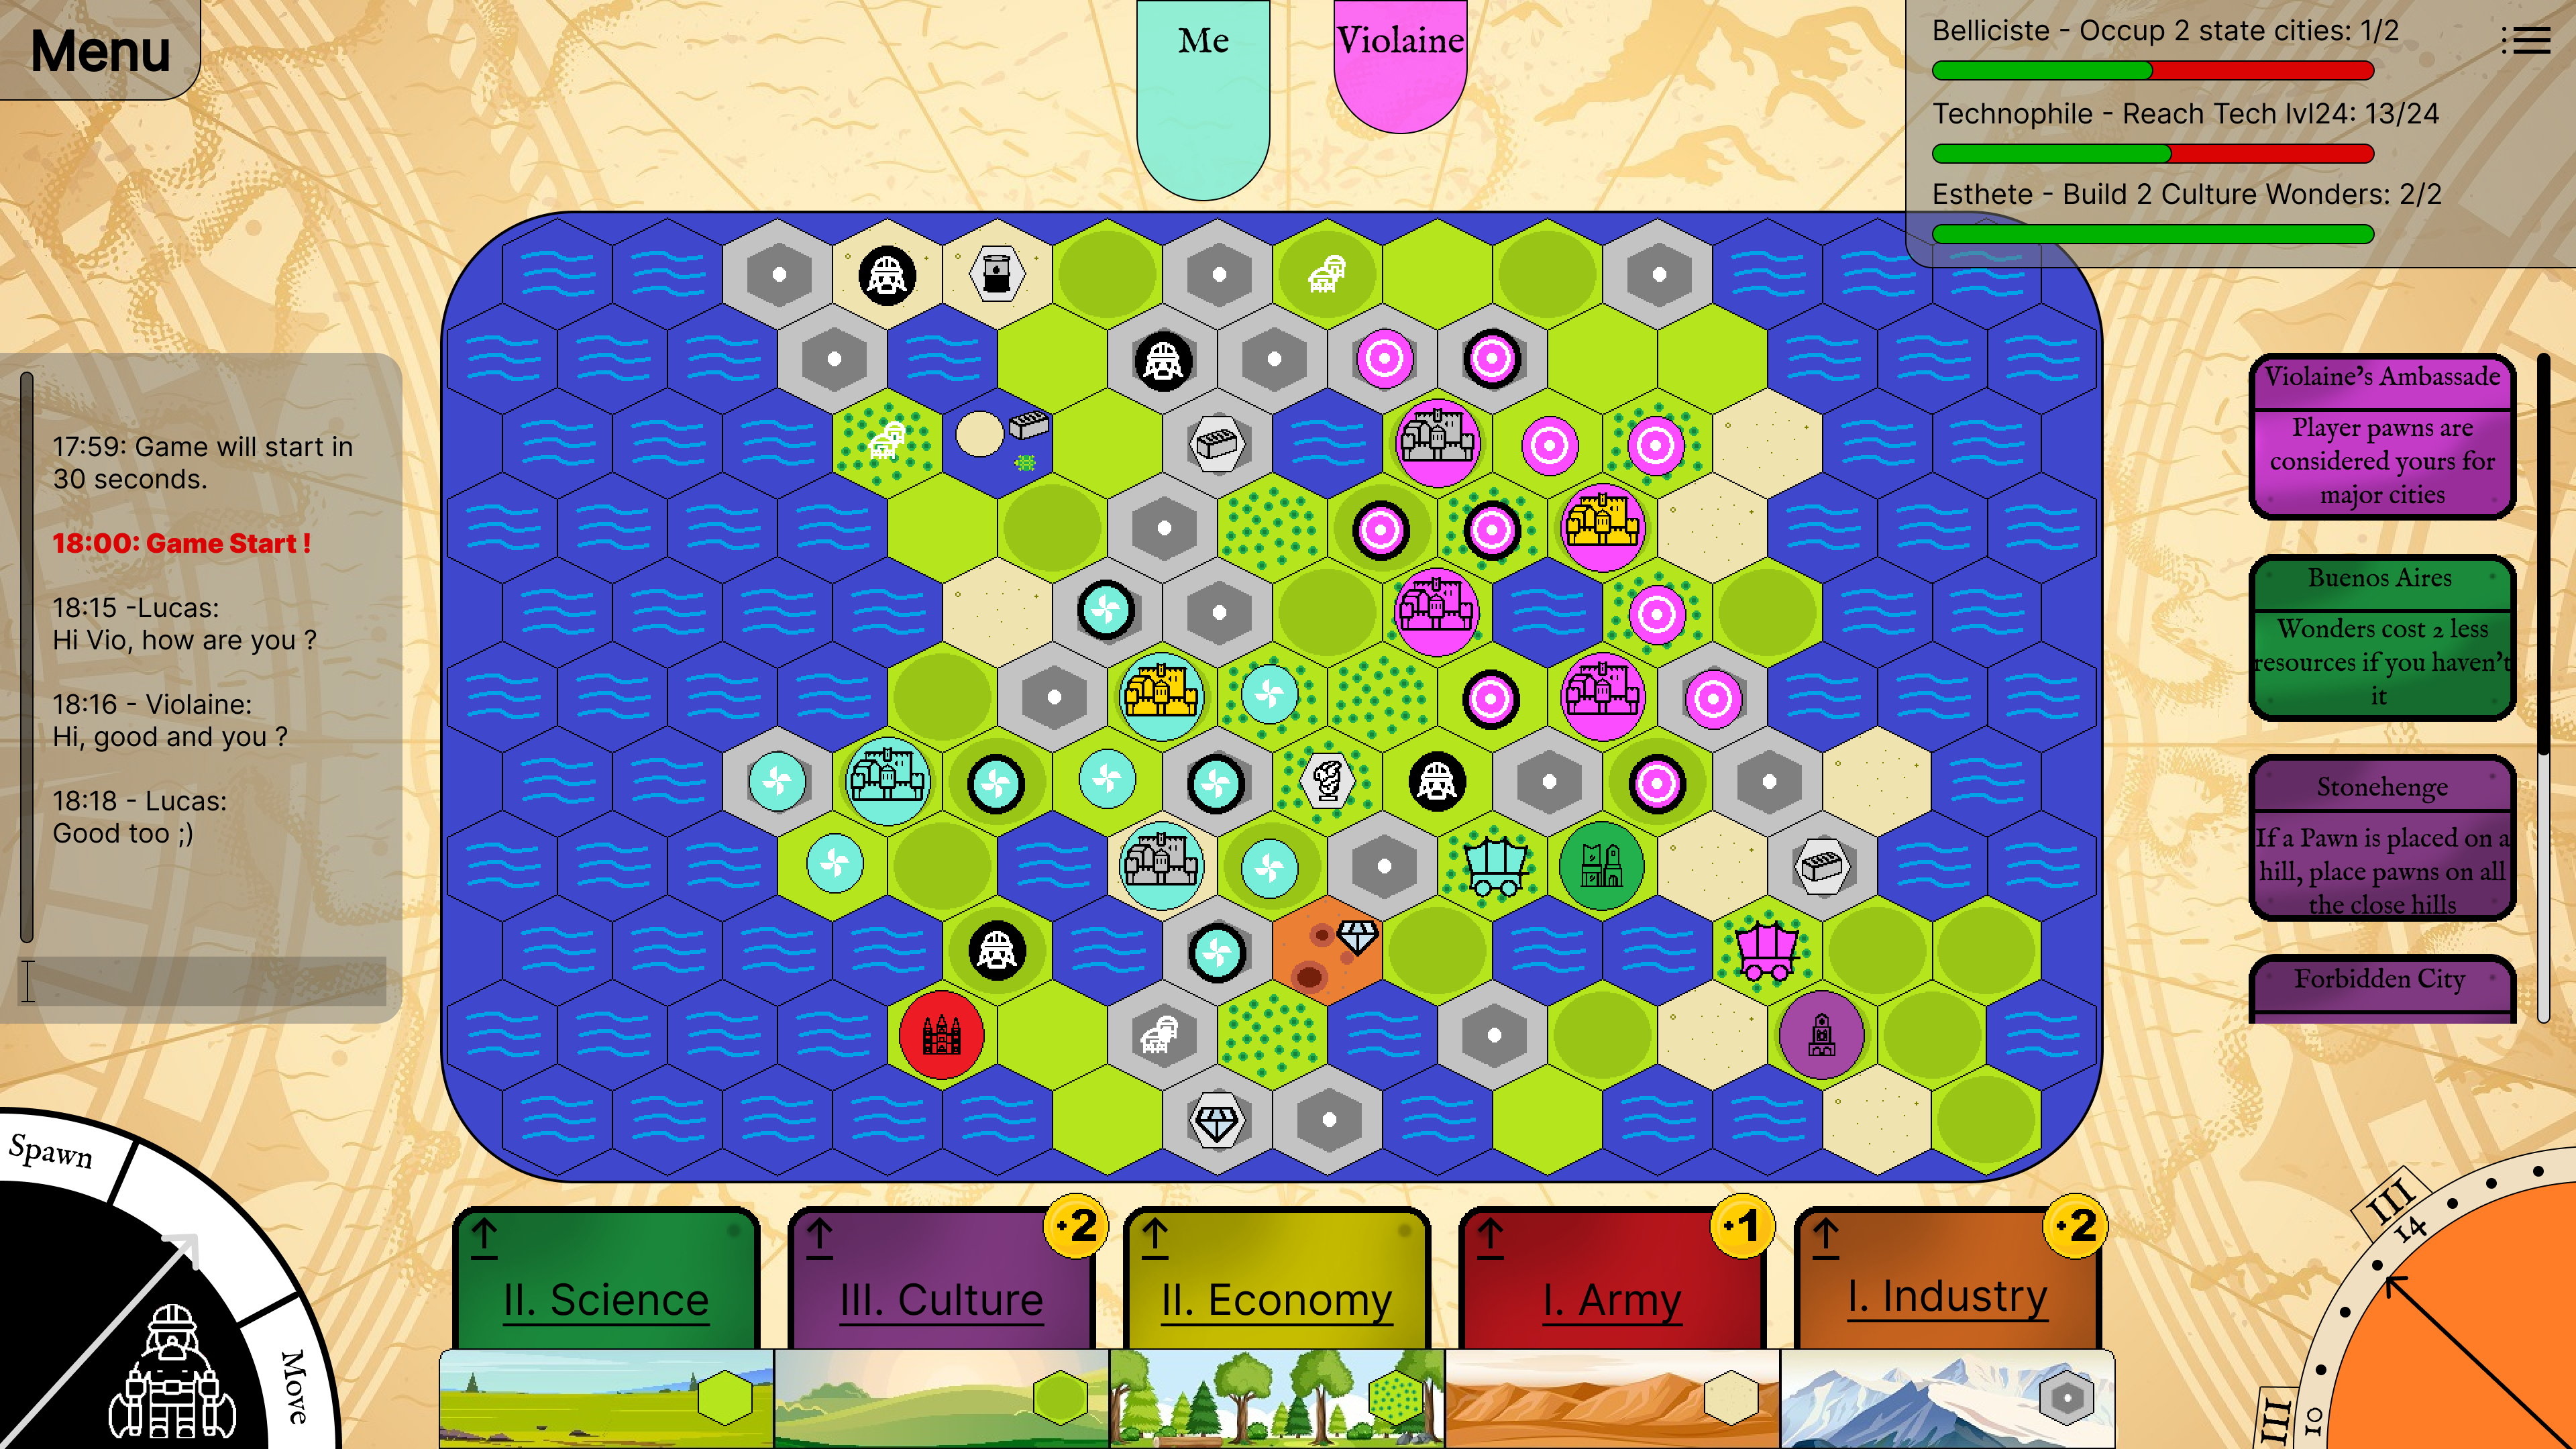 Menu
Me
Violaine
Belliciste - Occup 2 state cities: 1/2
Technophile - Reach Tech lvl24: 13/24
Esthete - Build 2 Culture Wonders: 2/2
17:59: Game will start in
30 seconds.
18:00: Game Start !
18:15 -Lucas:
Hi Vio, how are you ?
18:16 - Violaine:
Hi, good and you ?
18:18 - Lucas:
Good too ;)
Violaine's Ambassade
Player pawns are
considered yours for
major cities
Buenos Aires
Wonders cost 2 less
resources if you haven't
it
Stonehenge
If a Pawn is placed on a
hill, place pawns on all
the close hills
Forbidden City
Spawn
Move
II. Science
+2
III. Culture
II. Economy
+1
I. Army
+2
I. Industry
III
14
III
10